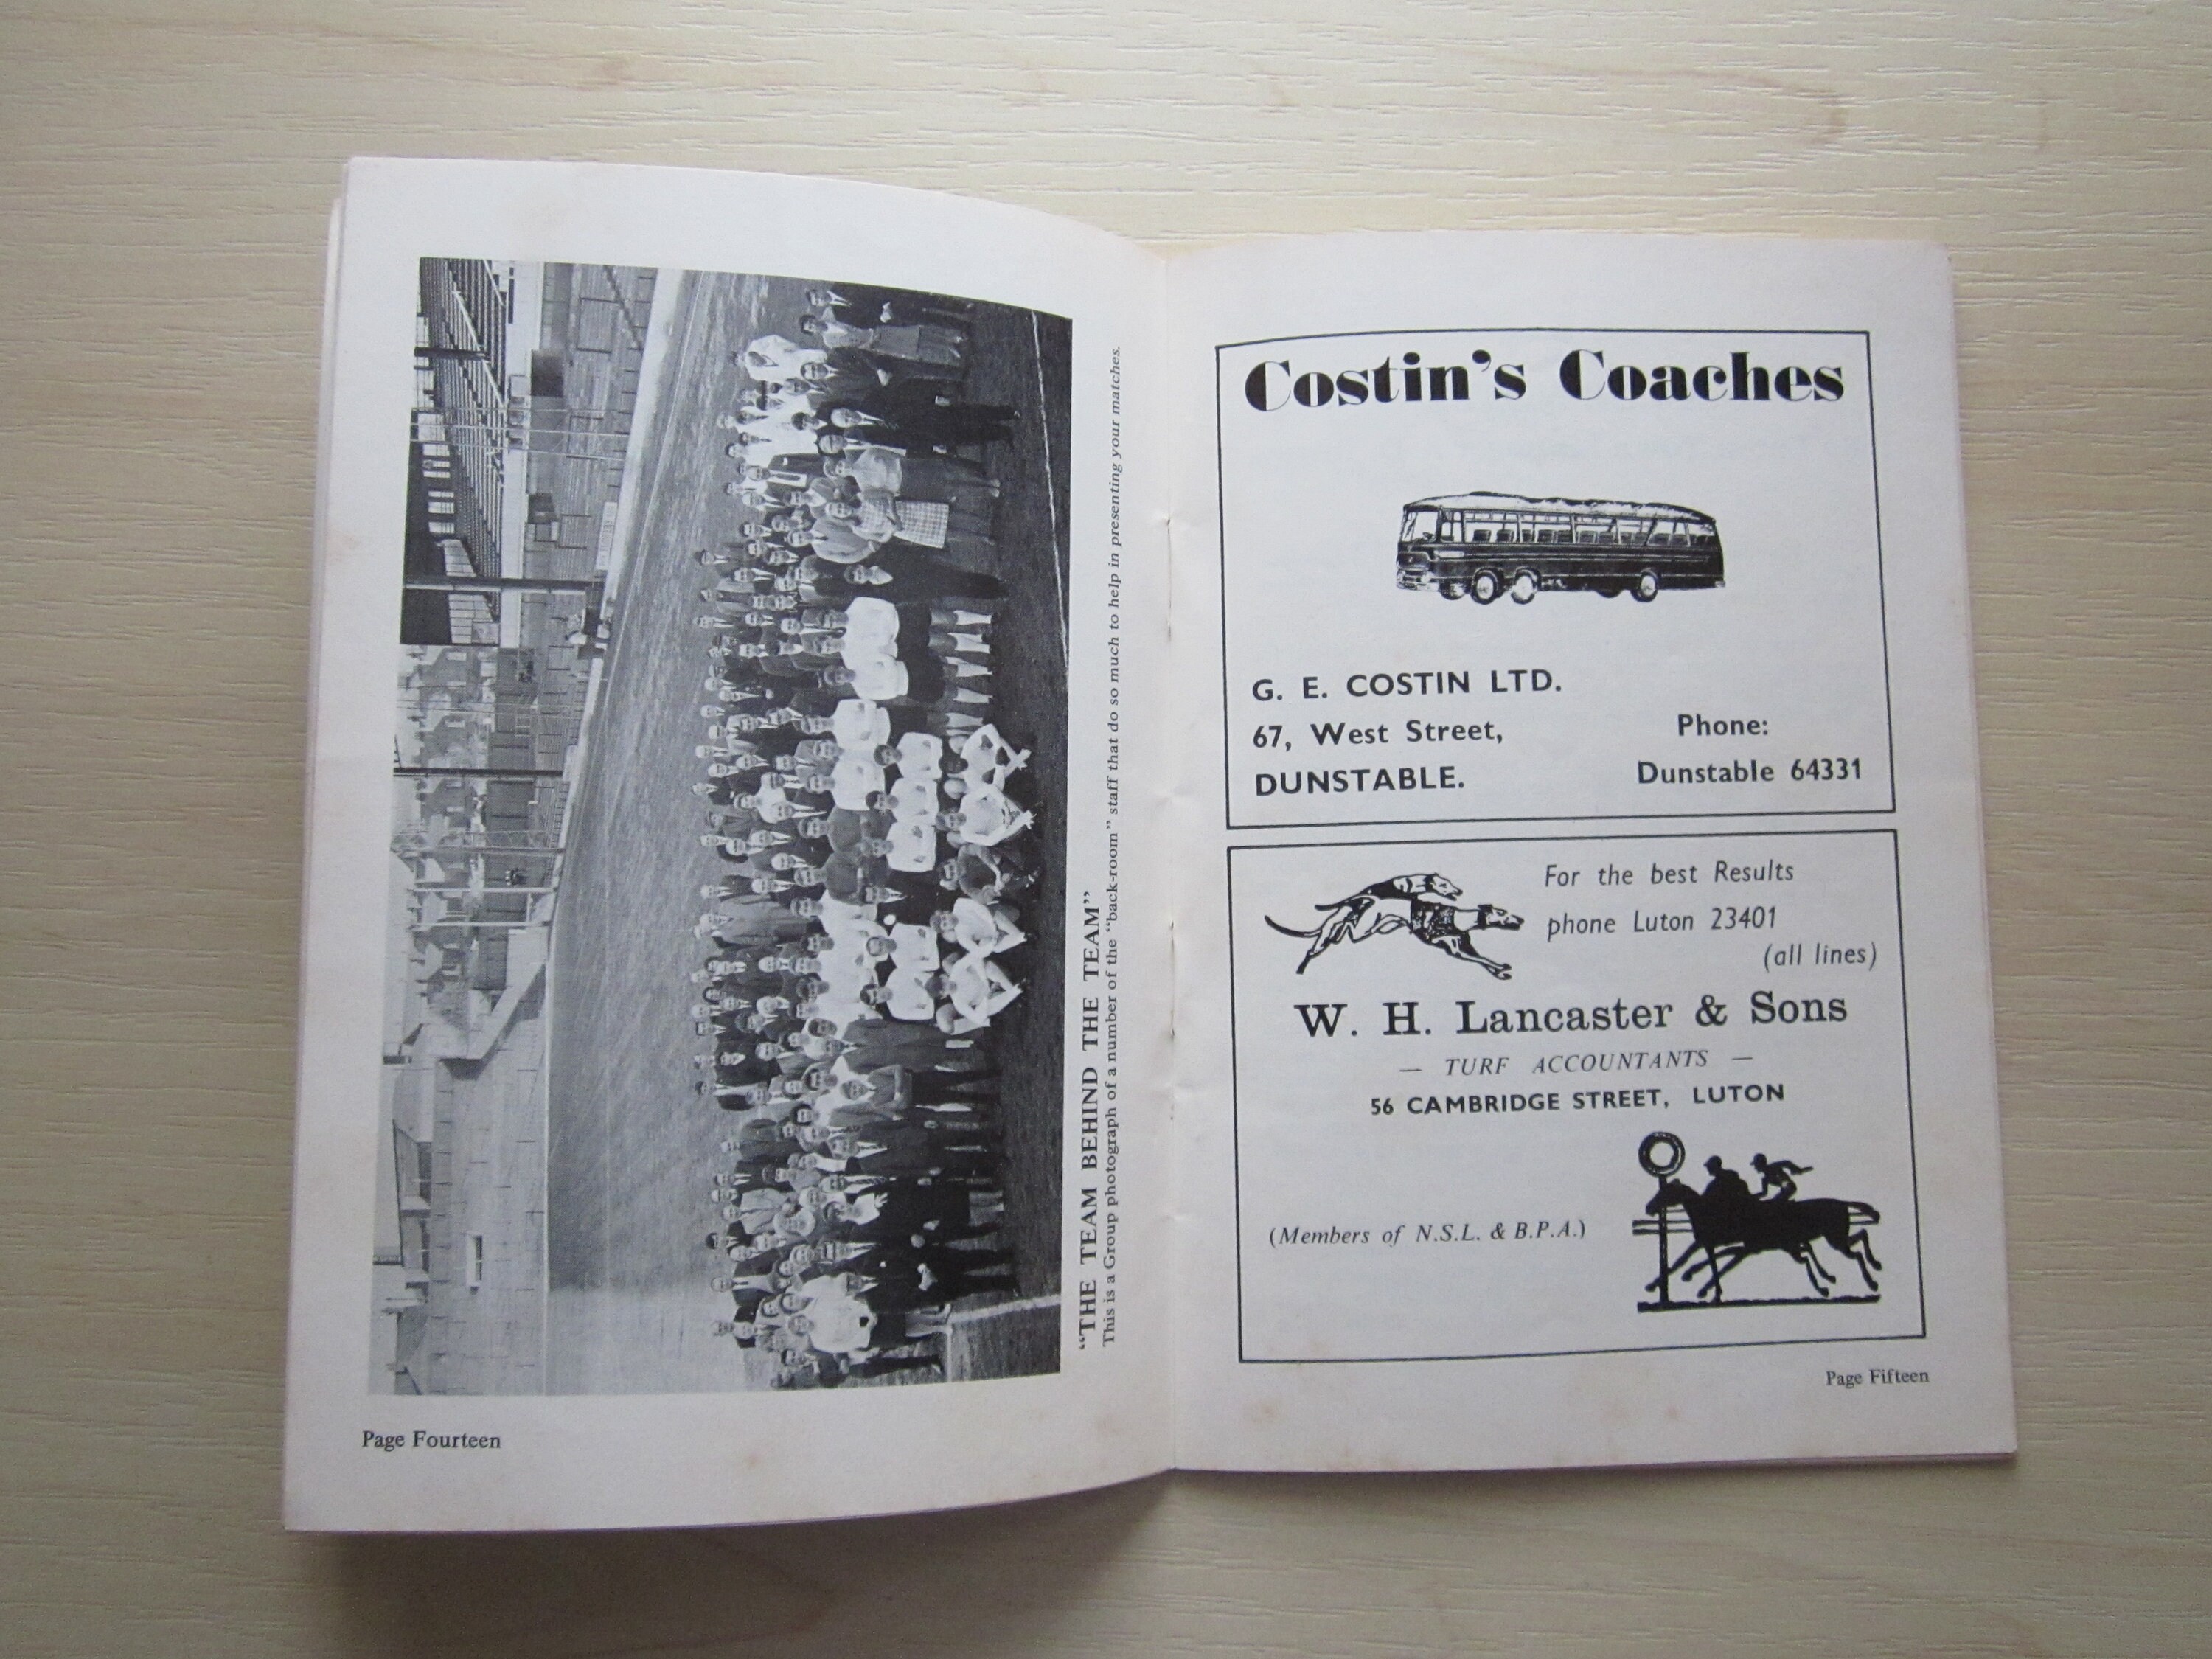 "THE TEAM BEHIND THE TEAM"
This is a Group photograph of a number of the "back-room" staff that do so much to help in presenting your matches.
Page Fourteen
Costin's Coaches
G. E. COSTIN LTD.
67, West Street,
DUNSTABLE.
Phone:
Dunstable 64331
For the best Results
phone Luton 23401
(all lines)
W. H. Lancaster & Sons
— TURF ACCOUNTANTS —
56 CAMBRIDGE STREET, LUTON
(Members of N.S.L. & B.P.A.)
Page Fifteen